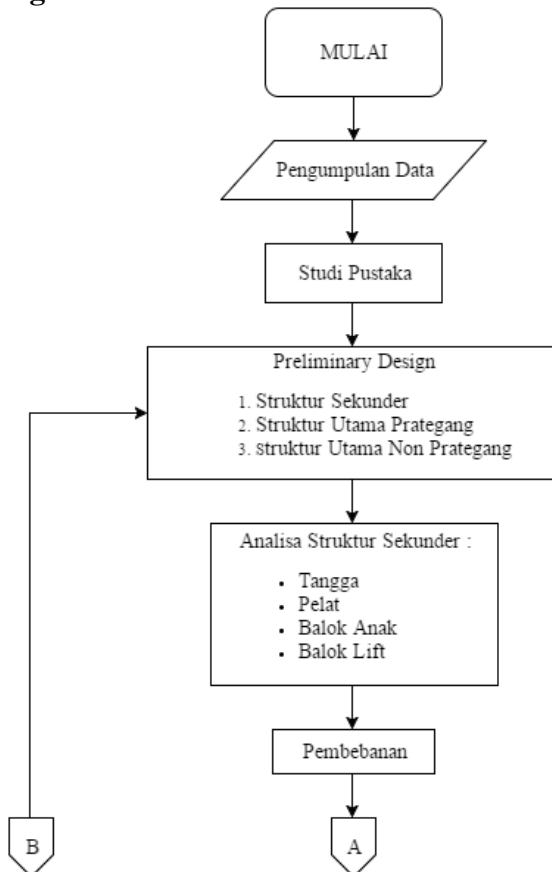 g
MULAI
Pengumpulan Data
Studi Pustaka
Preliminary Design
1. Struktur Sekunder
2. Struktur Utama Prategang
3. Struktur Utama Non Prategang
Analisa Struktur Sekunder :
• Tangga
• Pelat
• Balok Anak
• Balok Lift
Pembebanan
B
A